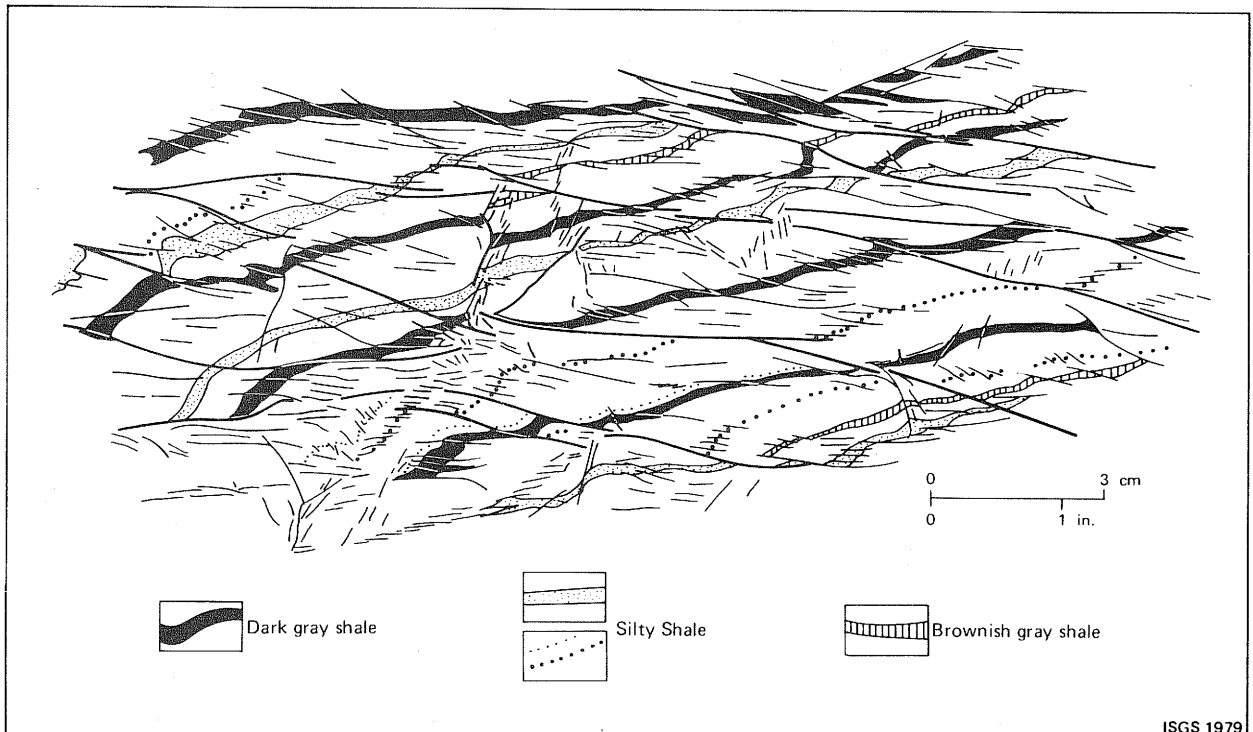 0 3 cm
0 1 in.
Dark gray shale
Silty Shale
Brownish gray shale
ISGS 1979